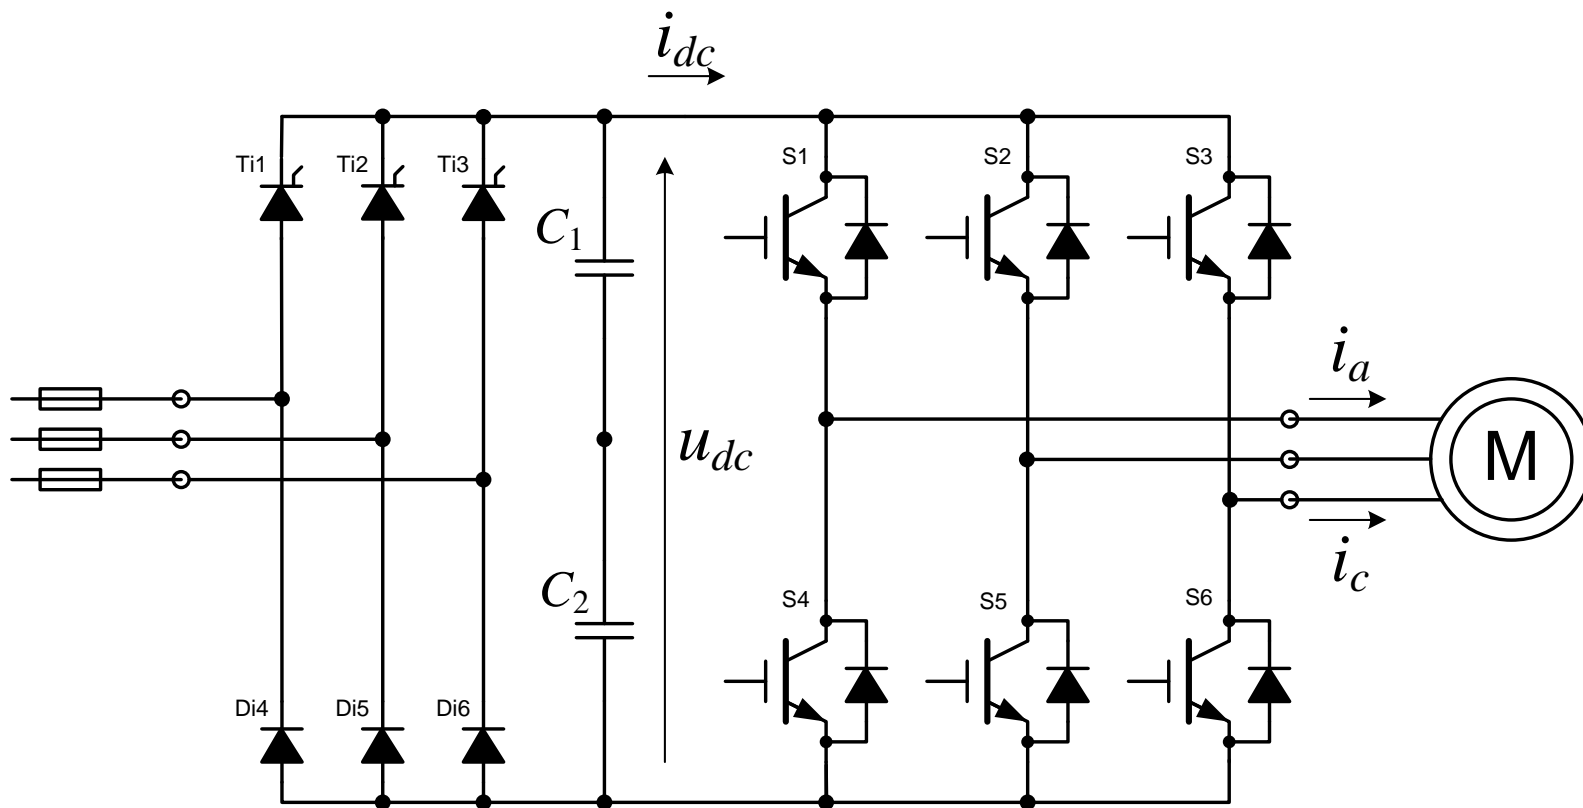 i_dc
Ti1 Ti2 Ti3 S1 S2 S3
C_1
i_a
u_dc M
i_c
C_2 S4 S5 S6
Di4 Di5 Di6